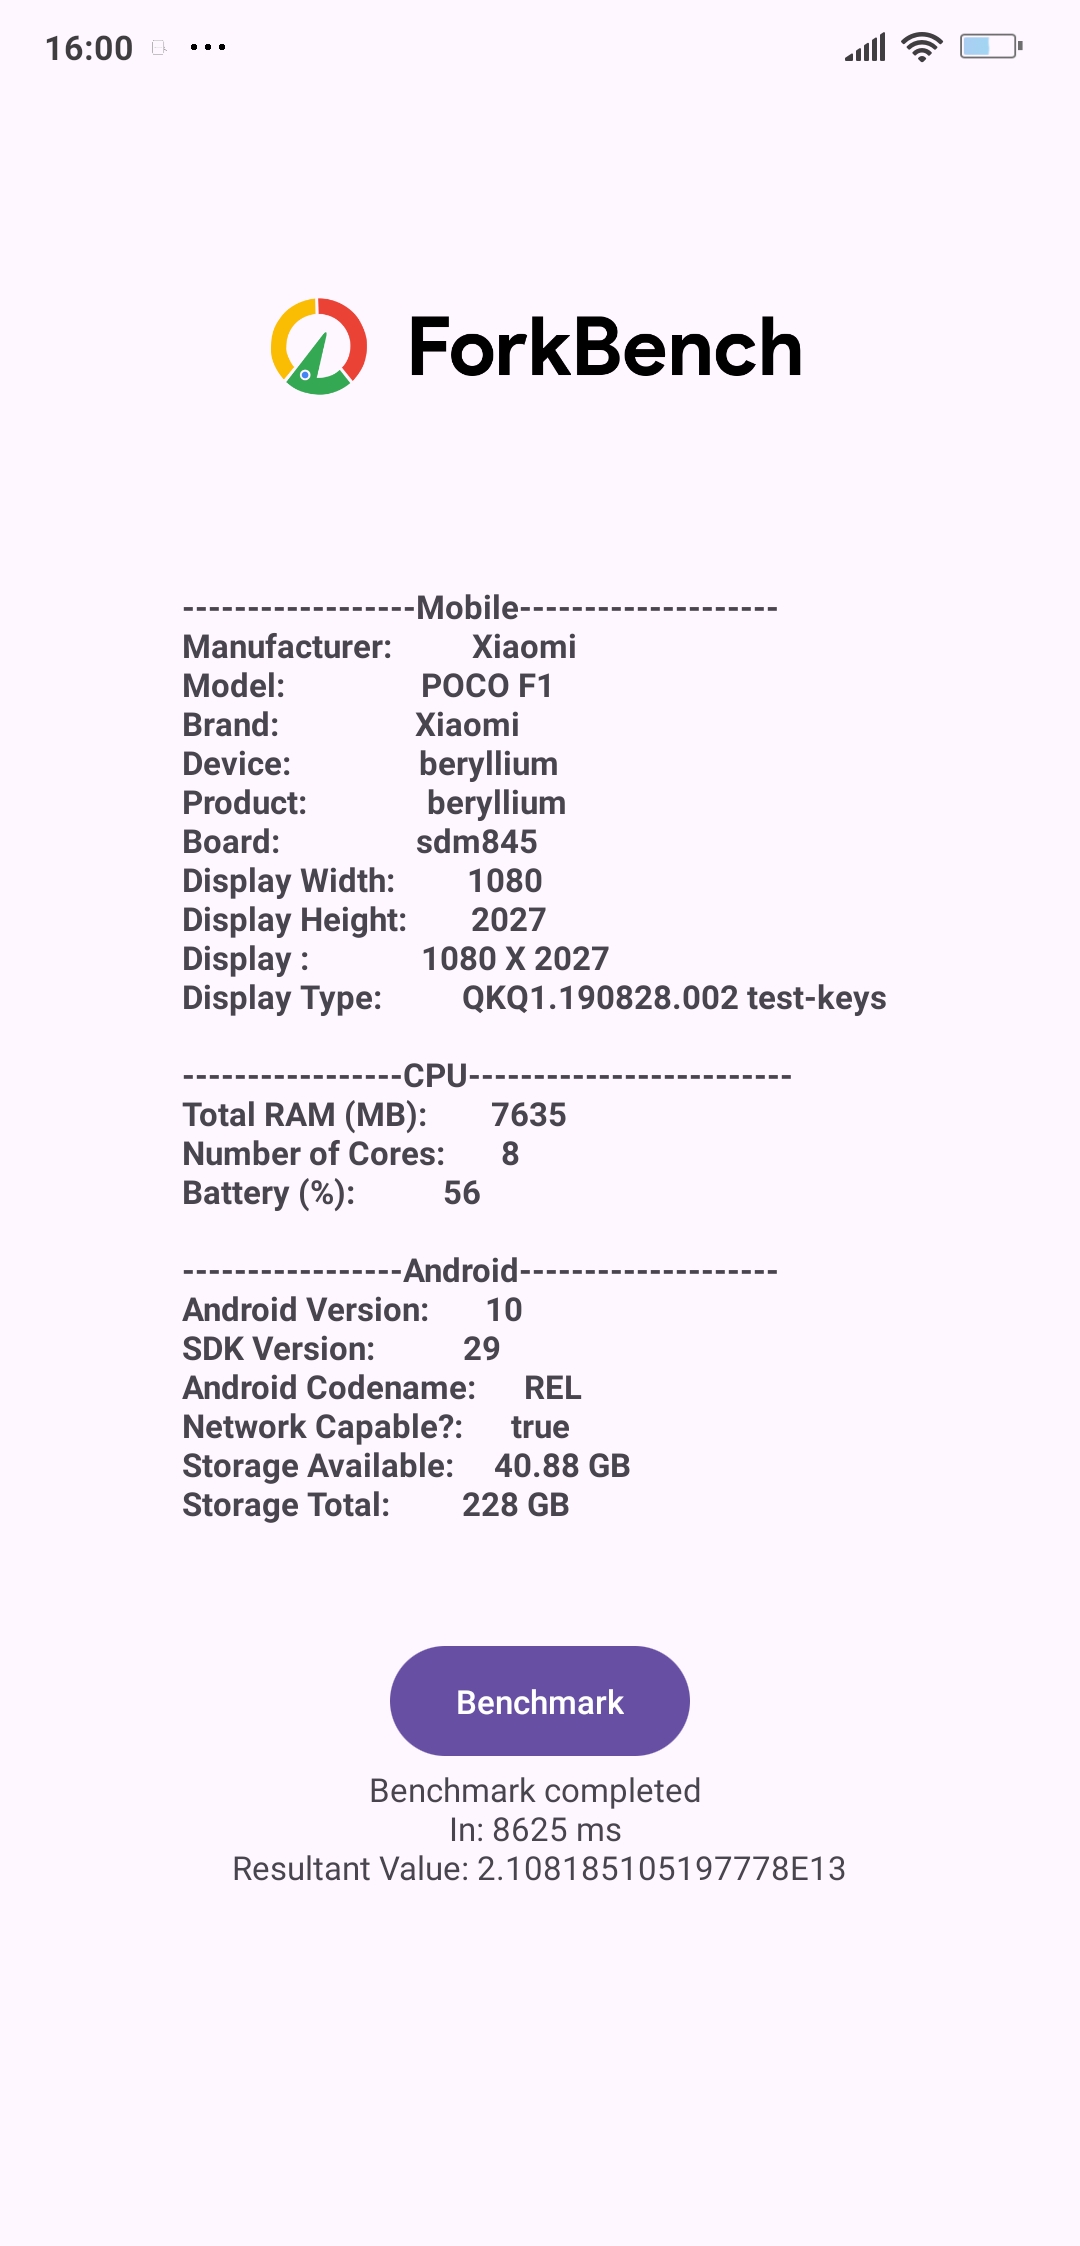 16:00
ForkBench
------------------Mobile--------------------
Manufacturer: Xiaomi
Model: POCO F1
Brand: Xiaomi
Device: beryllium
Product: beryllium
Board: sdm845
Display Width: 1080
Display Height: 2027
Display : 1080 X 2027
Display Type: QKQ1.190828.002 test-keys
-----------------CPU-------------------------
Total RAM (MB): 7635
Number of Cores: 8
Battery (%): 56
-----------------Android--------------------
Android Version: 10
SDK Version: 29
Android Codename: REL
Network Capable?: true
Storage Available: 40.88 GB
Storage Total: 228 GB
Benchmark
Benchmark completed
In: 8625 ms
Resultant Value: 2.108185105197778E13